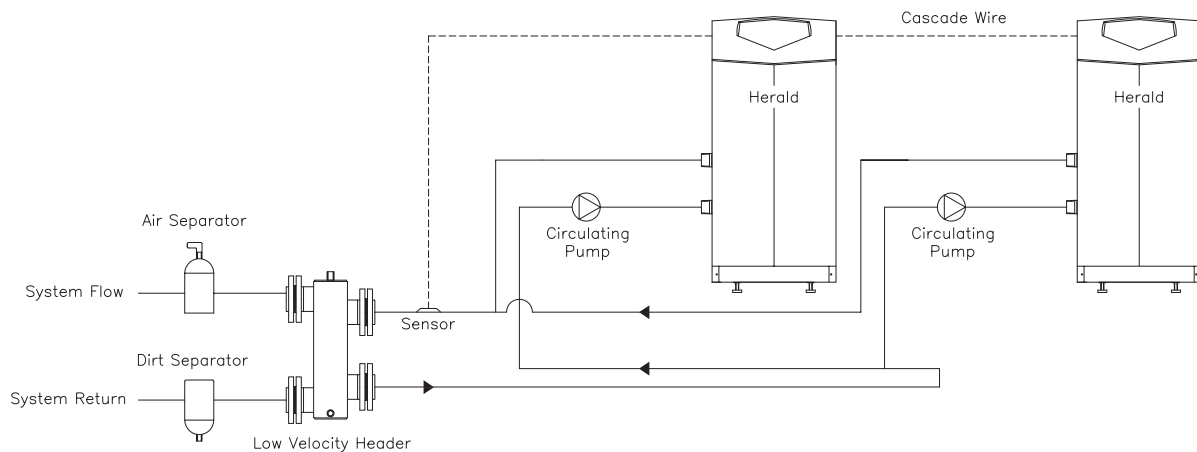 Cascade Wire
Herald
Herald
Air Separator
Circulating
Pump
Circulating
Pump
System Flow
Sensor
Dirt Separator
System Return
Low Velocity Header